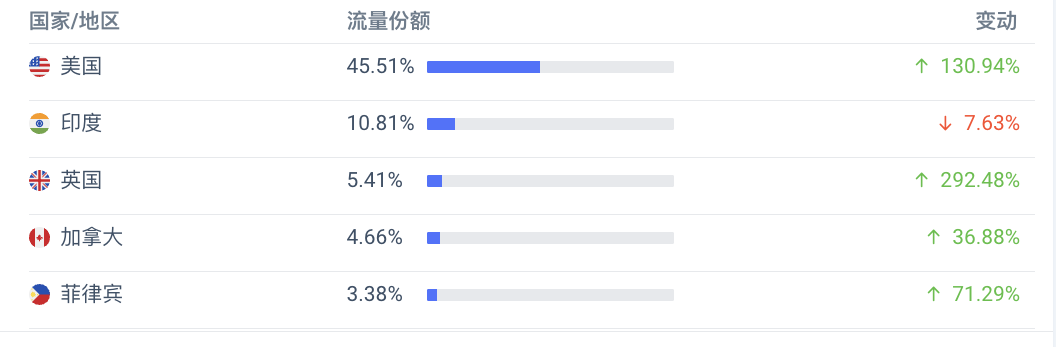 国家/地区 流量份额 变动
美国 45.51% ↑ 130.94%
印度 10.81% ↓ 7.63%
英国 5.41% ↑ 292.48%
加拿大 4.66% ↑ 36.88%
菲律宾 3.38% ↑ 71.29%